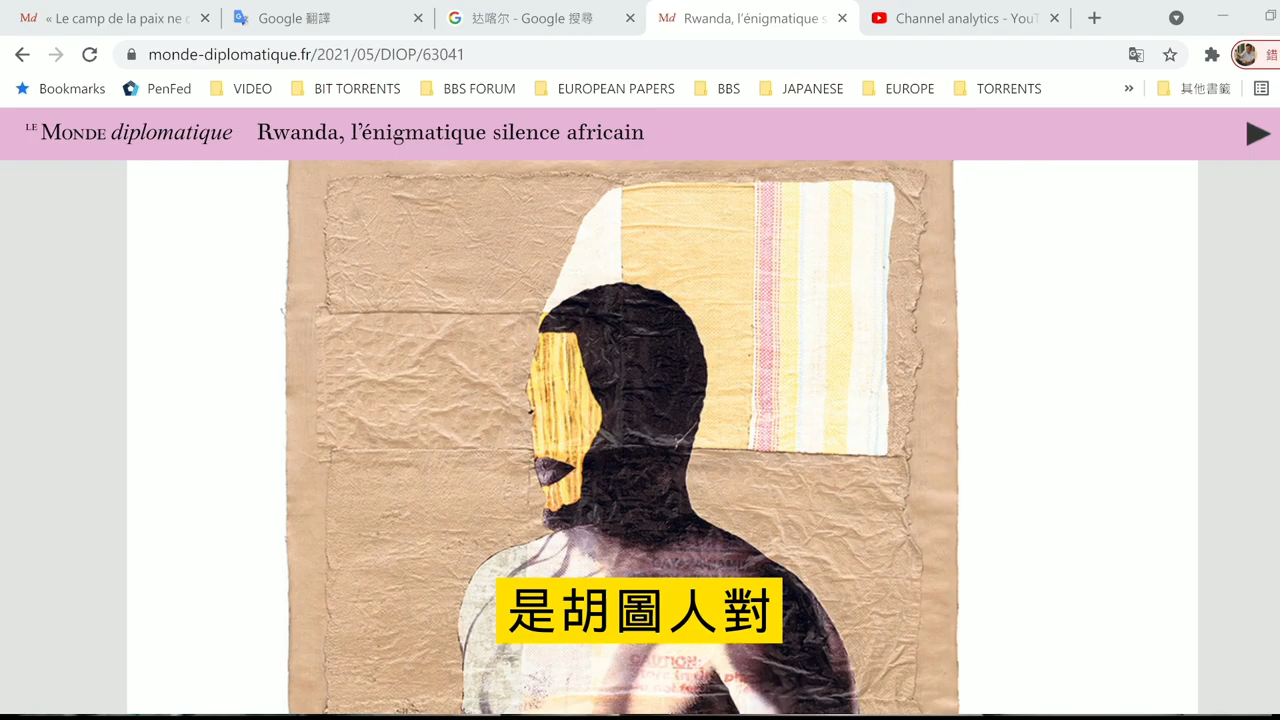 Md « Le camp de la paix ne c
Google 翻譯
达喀尔 - Google 搜尋
Md Rwanda, l'énigmatique s
Channel analytics - YouT
monde-diplomatique.fr/2021/05/DIOP/63041
錯
Bookmarks PenFed VIDEO BIT TORRENTS BBS FORUM EUROPEAN PAPERS BBS JAPANESE EUROPE TORRENTS » 其他書籤
LE MONDE diplomatique Rwanda, l'énigmatique silence africain
是胡圖人對
CAUTION: